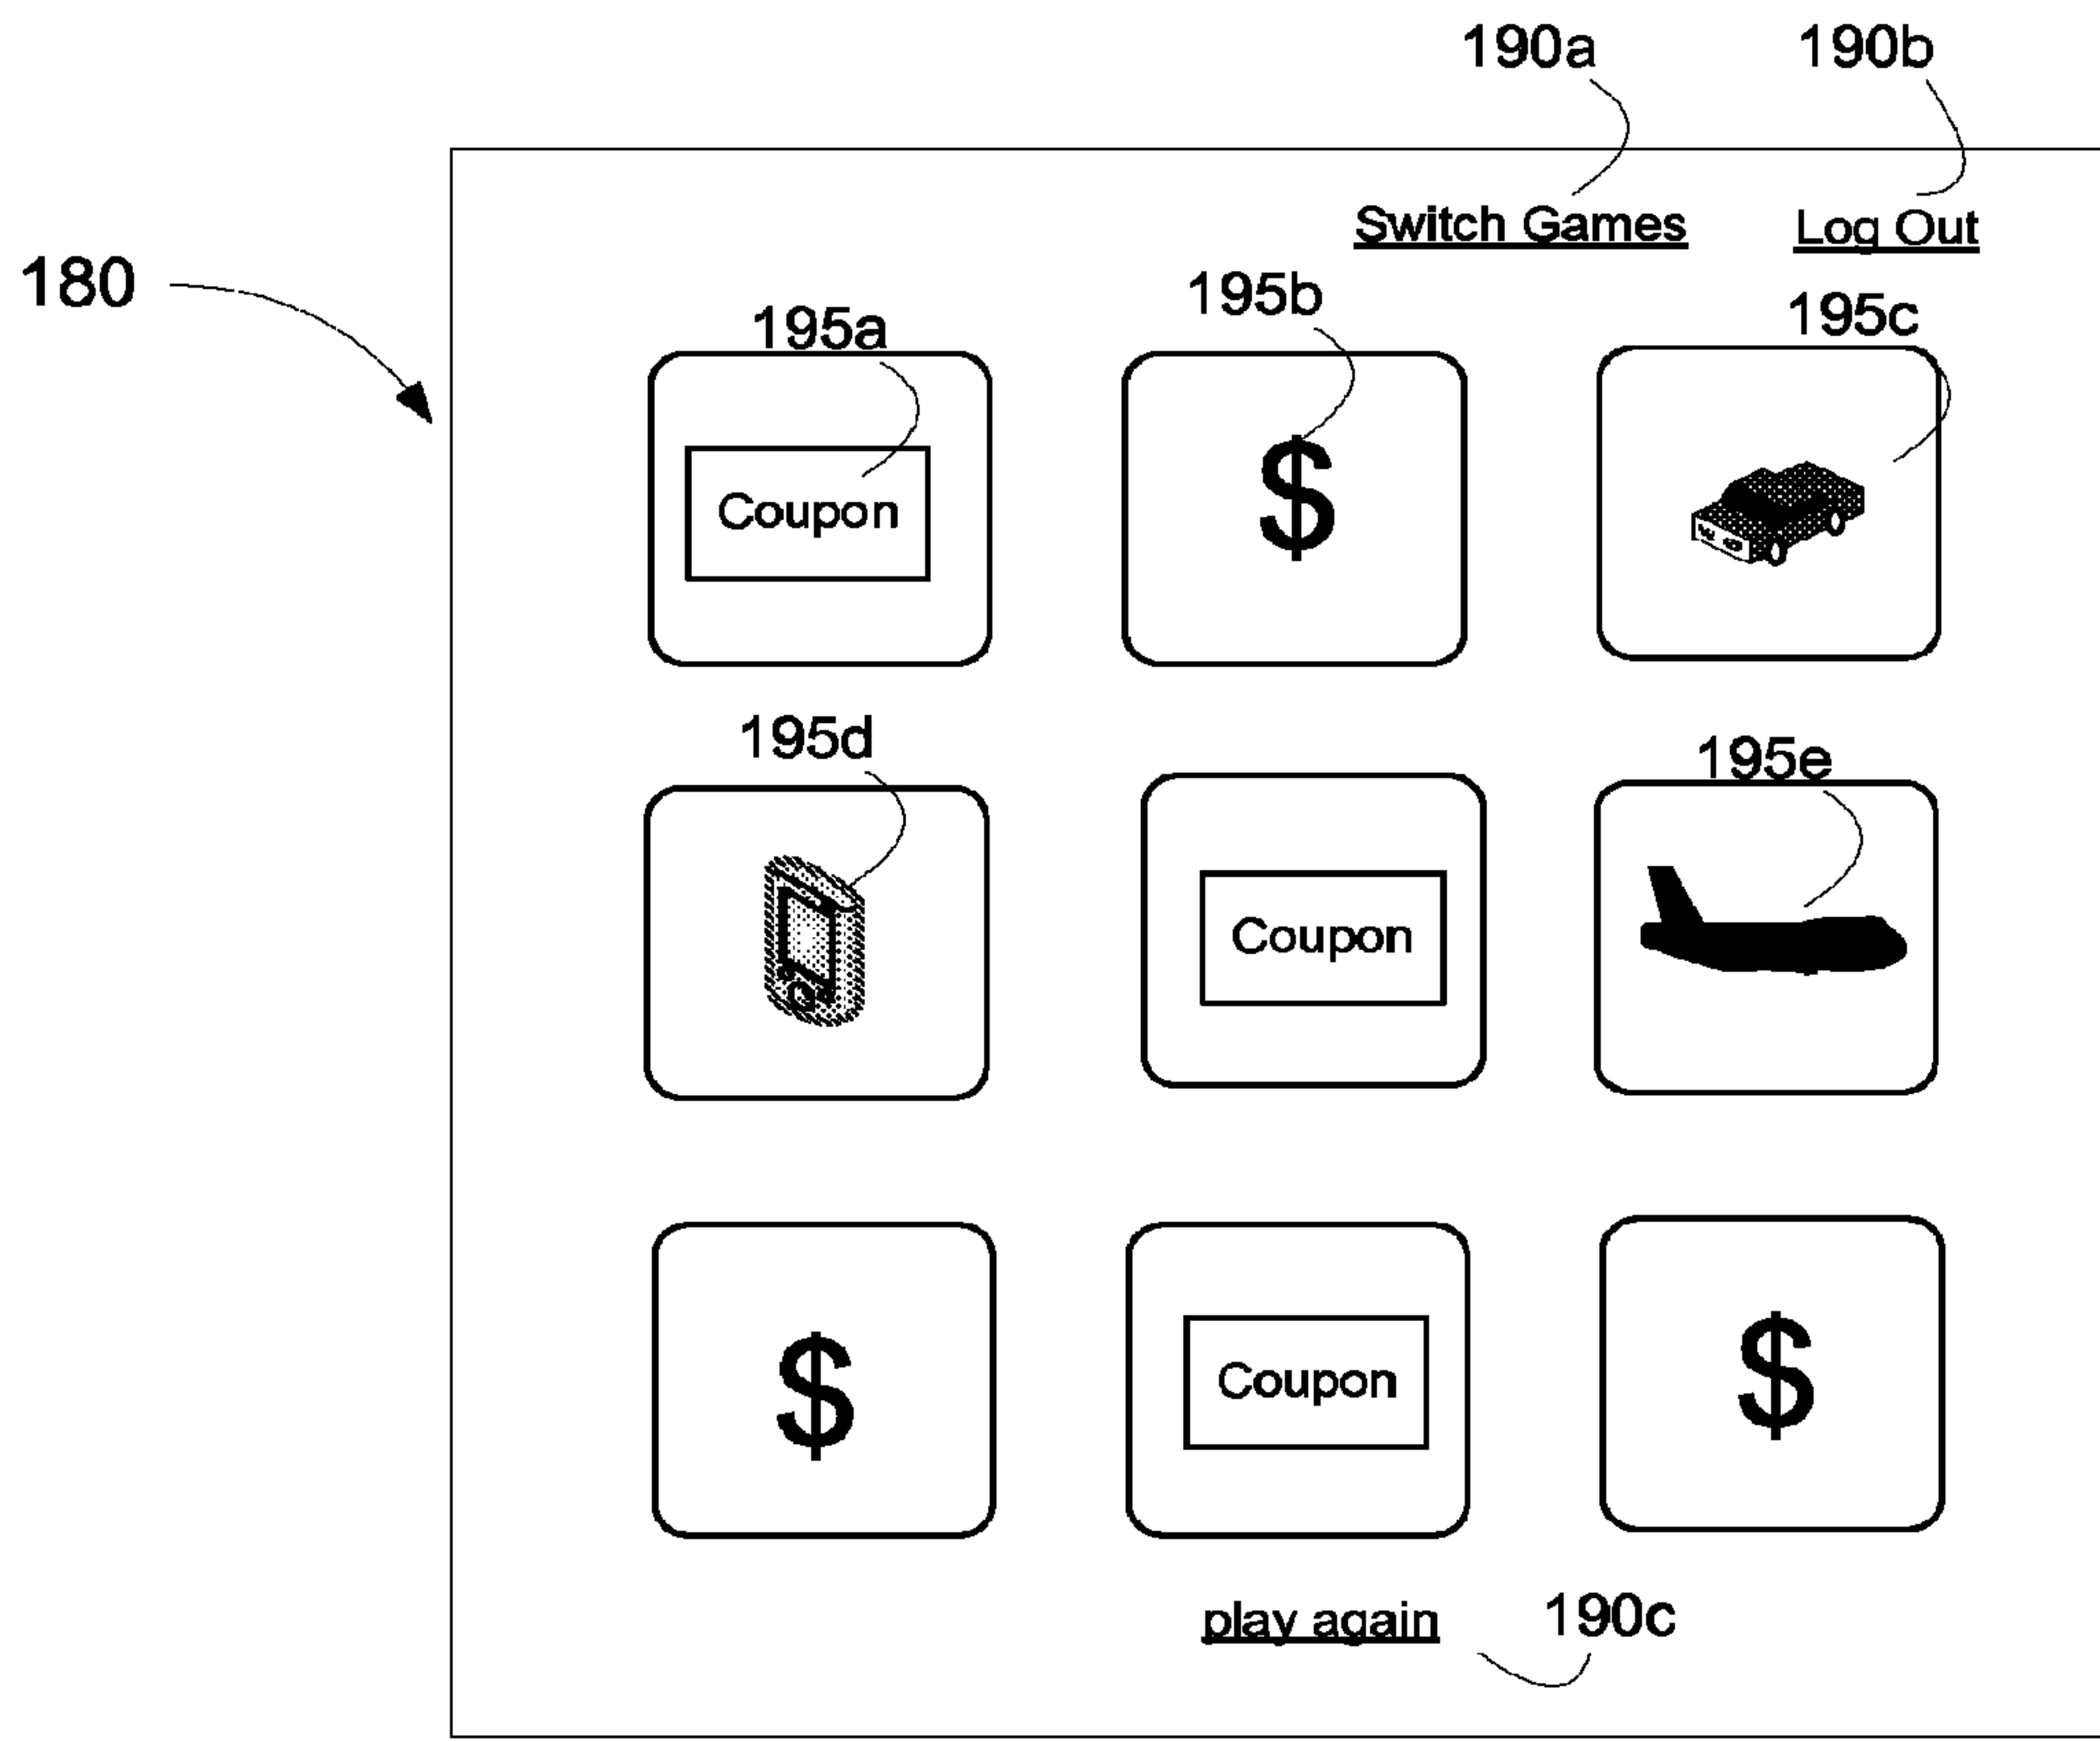 190a 190b
Switch Games Log Out
180
195a 195b 195c
Coupon $
195d 195e
Coupon
$ Coupon $
play again 190c